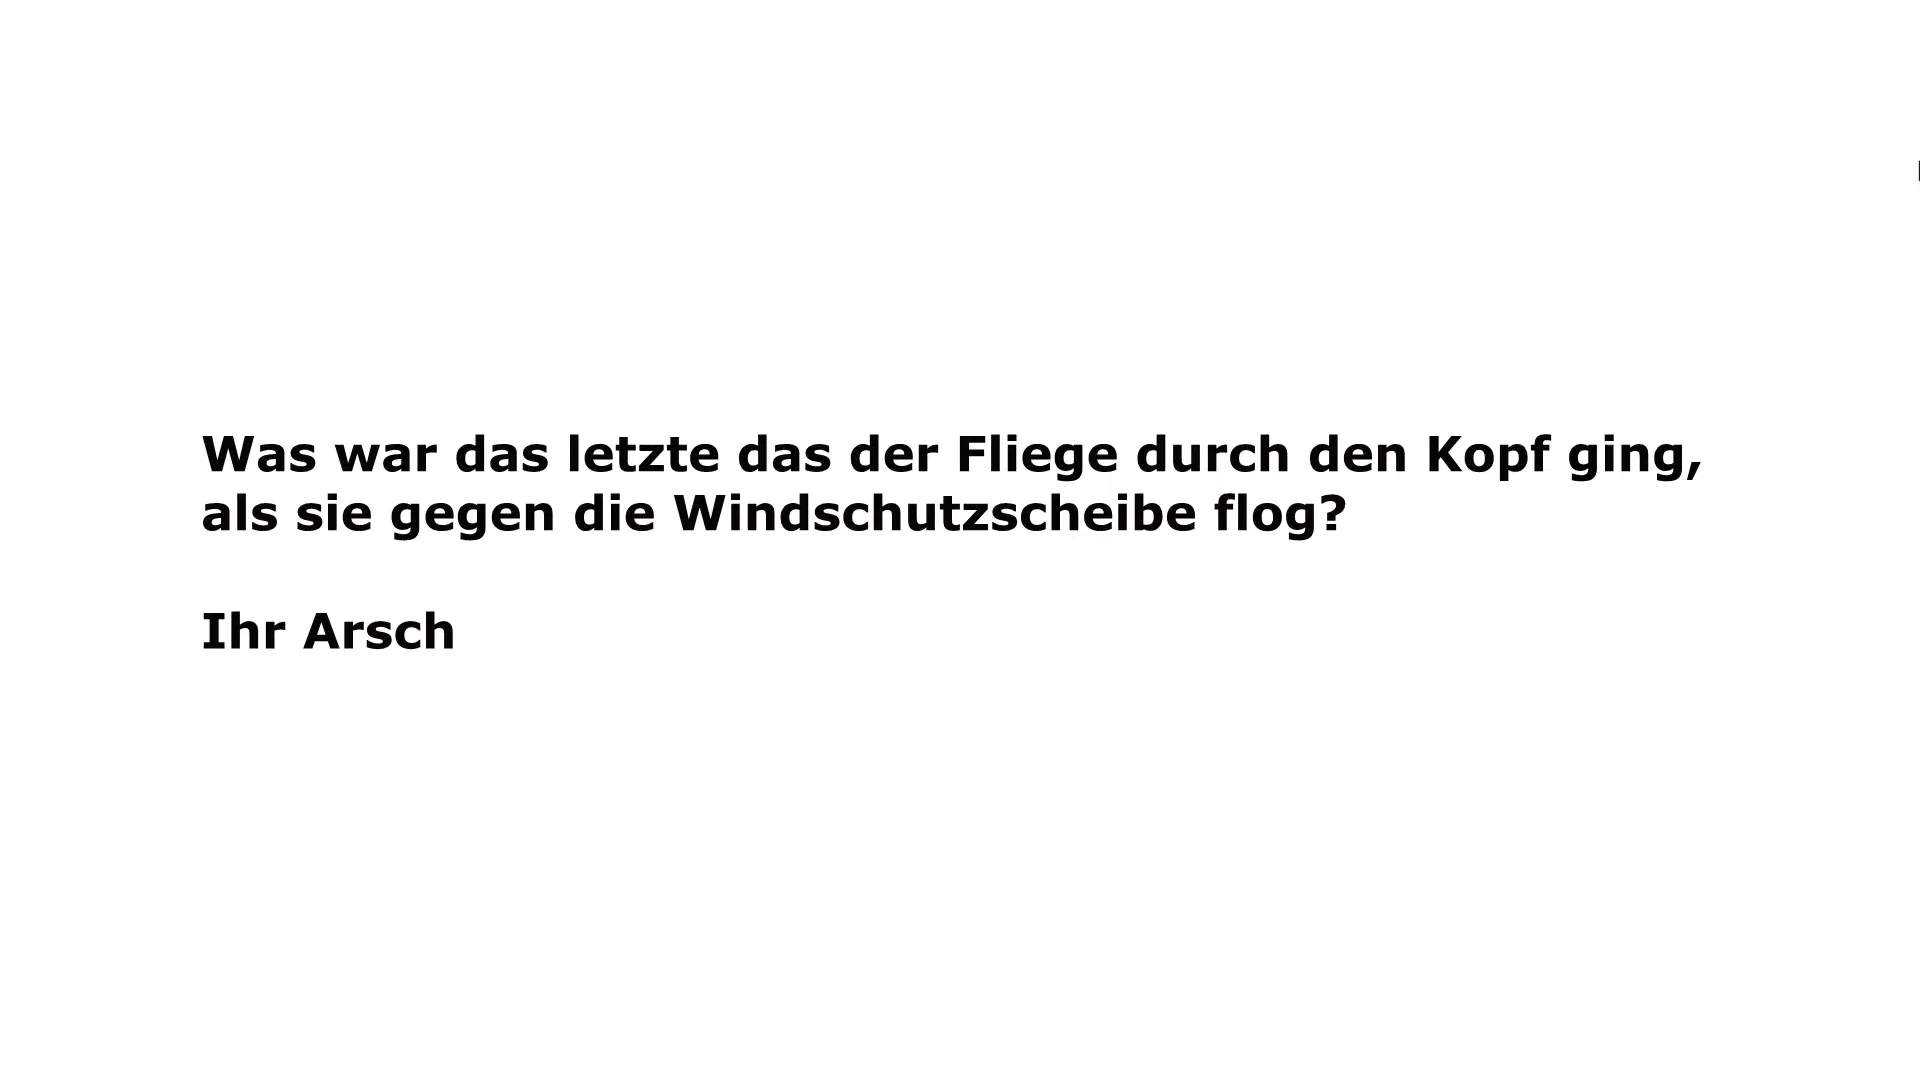 Was war das letzte das der Fliege durch den Kopf ging,
als sie gegen die Windschutzscheibe flog?
Ihr Arsch